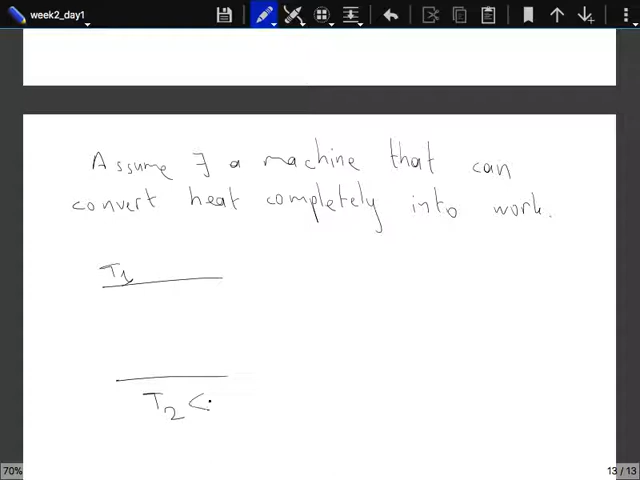 week2_day1
Assume ∃ a machine that can
convert heat completely into work.
T1
T2 <
70%
13 / 13